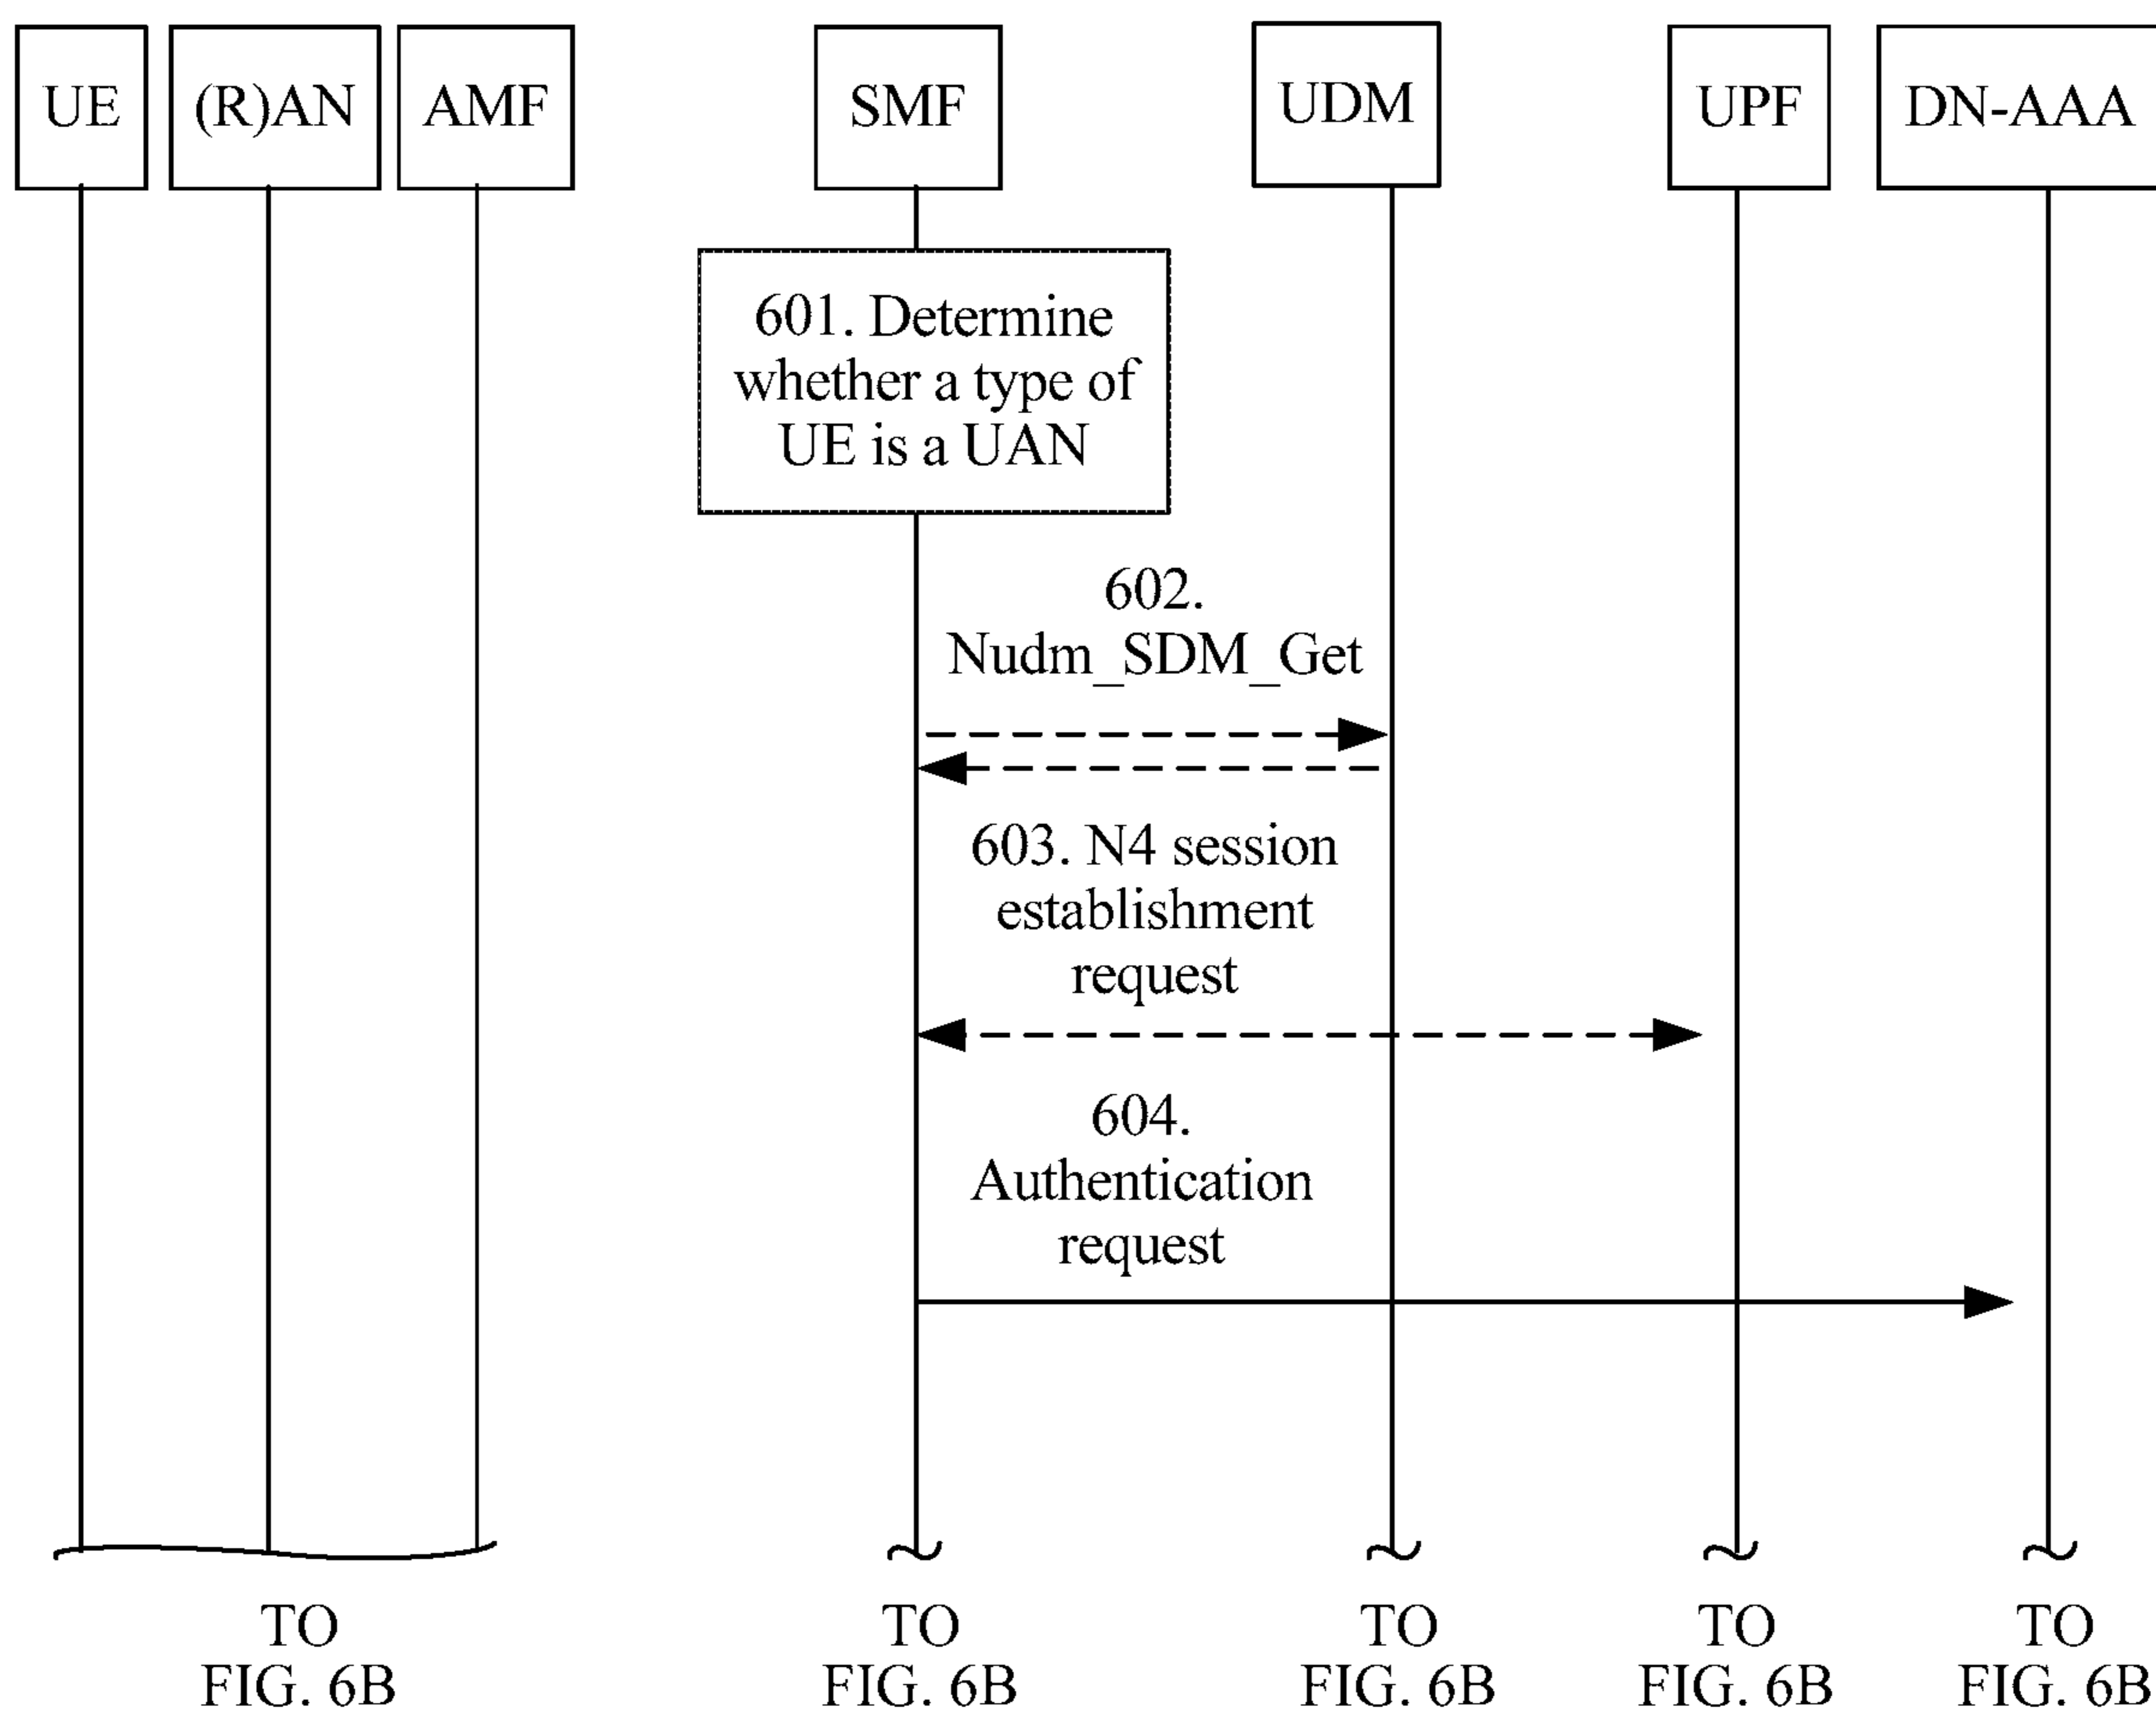 UE
(R)AN
AMF
SMF
UDM
UPF
DN-AAA
601. Determine
whether a type of
UE is a UAN
602.
Nudm_SDM_Get
603. N4 session
establishment
request
604.
Authentication
request
TO
FIG. 6B
TO
FIG. 6B
TO
FIG. 6B
TO
FIG. 6B
TO
FIG. 6B